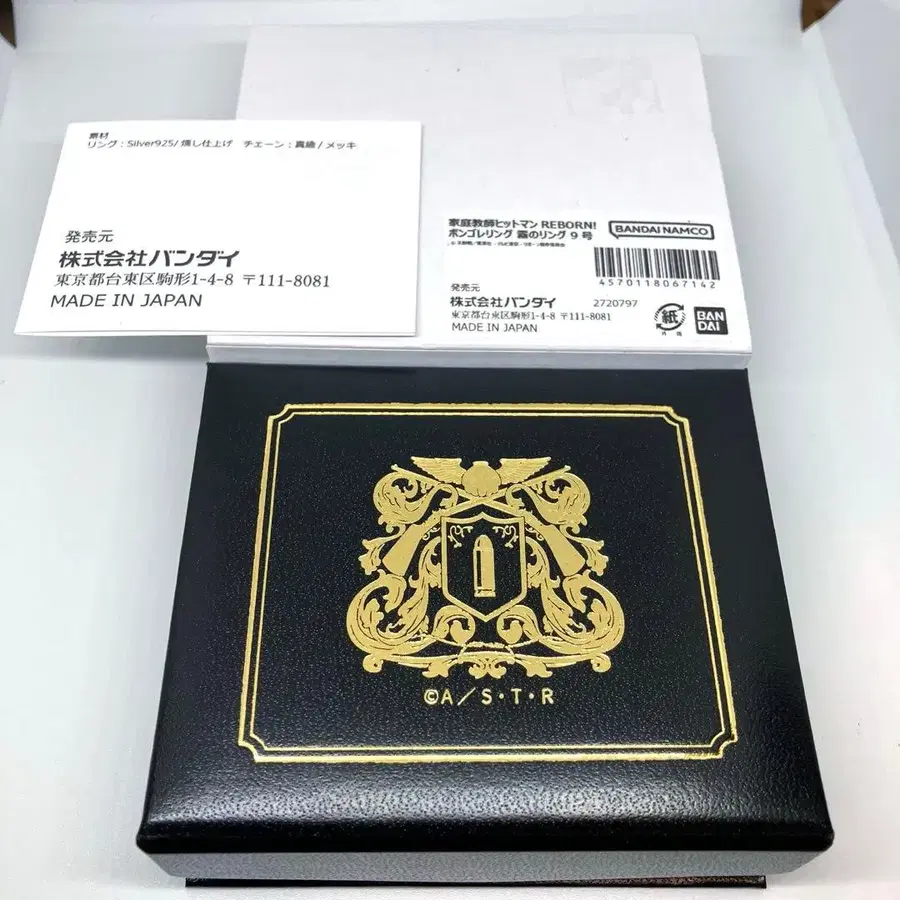 素材
リング：Silver925/ 燻し仕上げ　チェーン：真鍮 / メッキ
発売元
株式会社バンダイ
東京都台東区駒形1-4-8 〒111-8081
MADE IN JAPAN
家庭教師ヒットマン REBORN!
ボンゴレリング 霧のリング 9 号
BANDAI NAMCO
4570118067142
発売元
株式会社バンダイ
2720797
東京都台東区駒形1-4-8 〒111-8081
MADE IN JAPAN
紙
BAN
DAI
©A／S・T・R